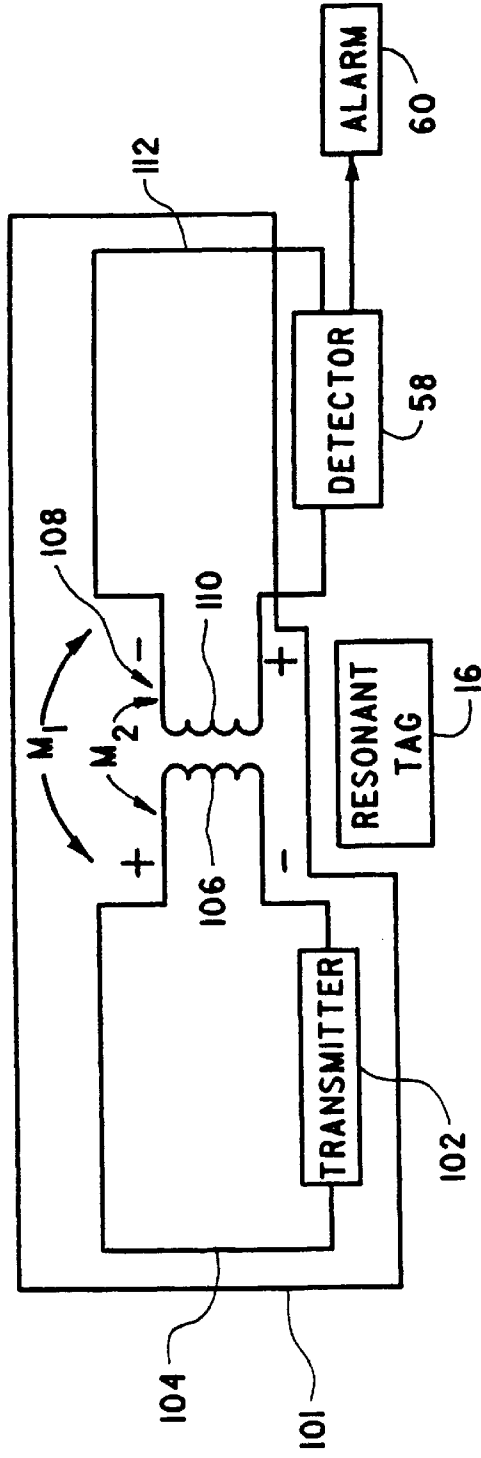 108
M1
M2
112
+
-
106
110
-
+
104
101
TRANSMITTER
102
RESONANT
TAG
16
DETECTOR
58
ALARM
60